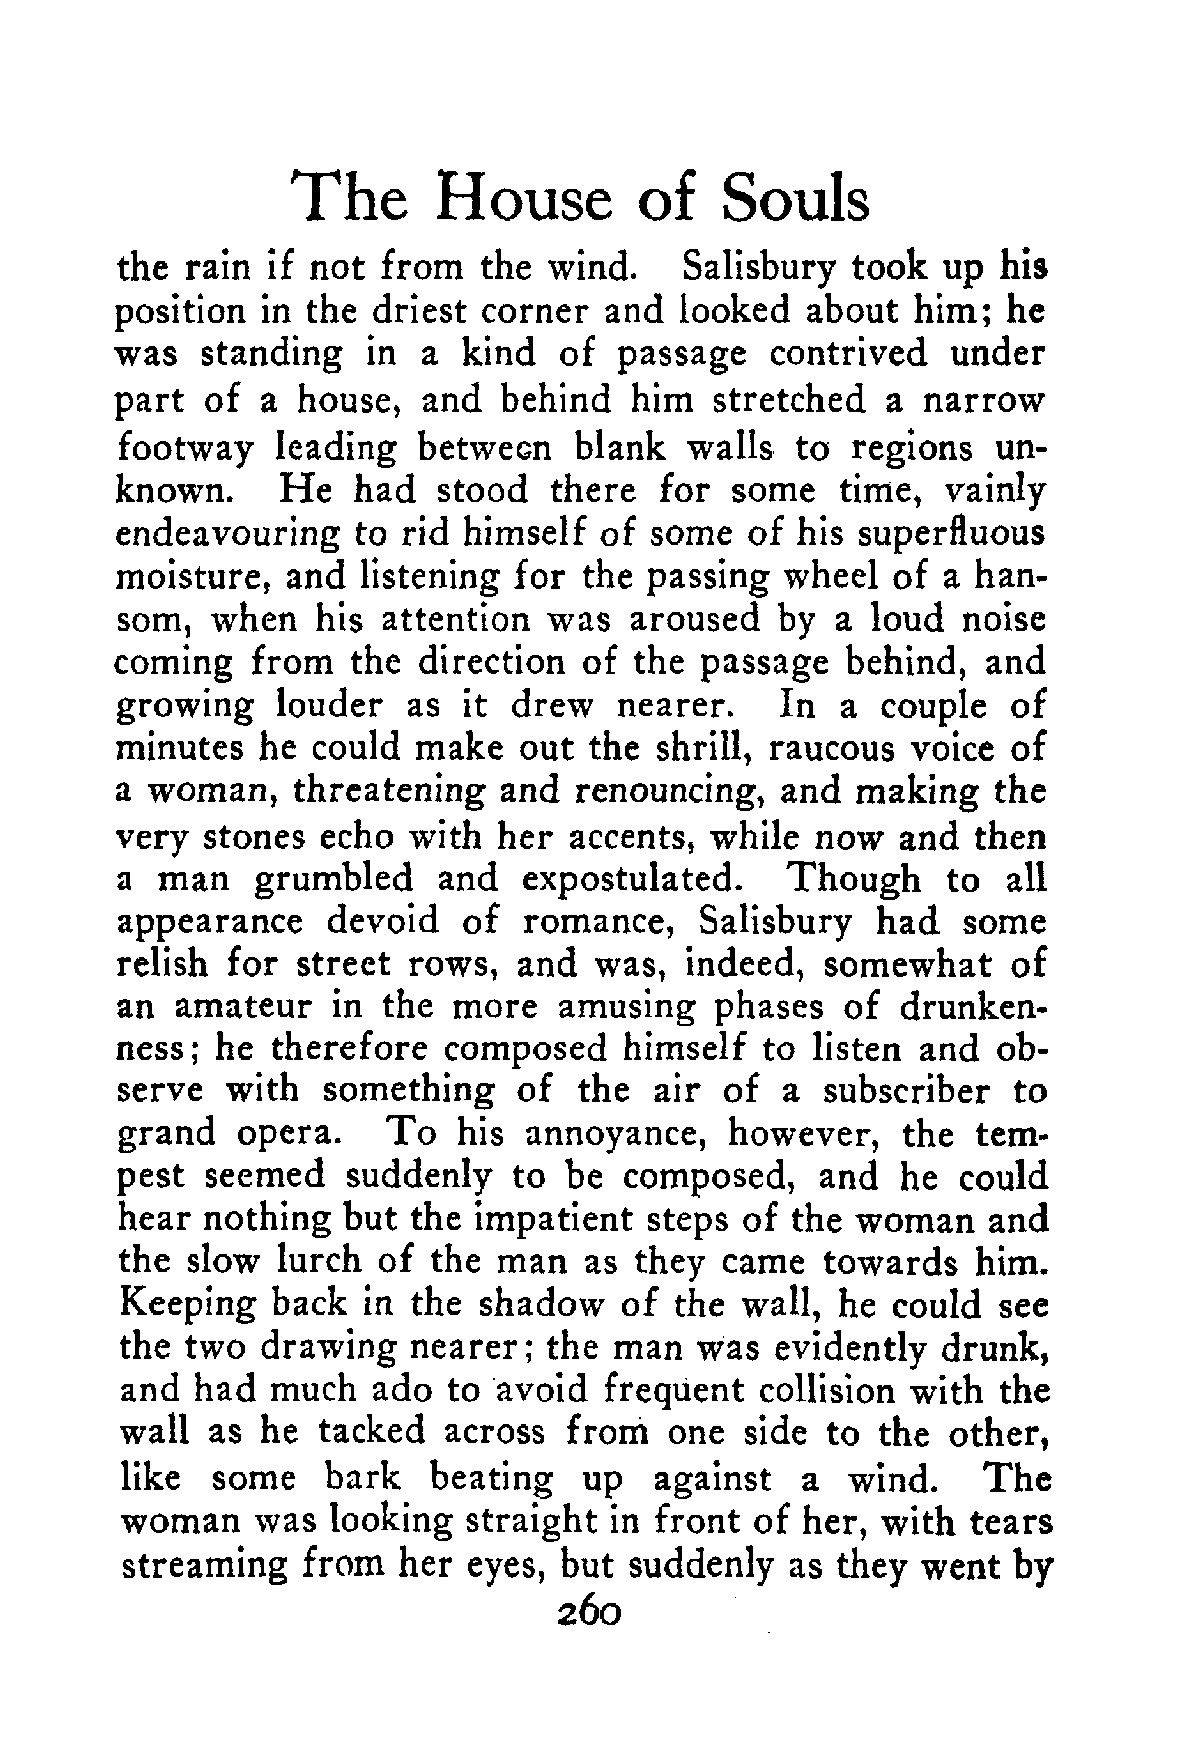 The House of Souls
the rain if not from the wind. Salisbury took up his
position in the driest corner and looked about him; he
was standing in a kind of passage contrived under
part of a house, and behind him stretched a narrow
footway leading between blank walls to regions un-
known. He had stood there for some time, vainly
endeavouring to rid himself of some of his superfluous
moisture, and listening for the passing wheel of a han-
som, when his attention was aroused by a loud noise
coming from the direction of the passage behind, and
growing louder as it drew nearer. In a couple of
minutes he could make out the shrill, raucous voice of
a woman, threatening and renouncing, and making the
very stones echo with her accents, while now and then
a man grumbled and expostulated. Though to all
appearance devoid of romance, Salisbury had some
relish for street rows, and was, indeed, somewhat of
an amateur in the more amusing phases of drunken-
ness; he therefore composed himself to listen and ob-
serve with something of the air of a subscriber to
grand opera. To his annoyance, however, the tem-
pest seemed suddenly to be composed, and he could
hear nothing but the impatient steps of the woman and
the slow lurch of the man as they came towards him.
Keeping back in the shadow of the wall, he could see
the two drawing nearer; the man was evidently drunk,
and had much ado to avoid frequent collision with the
wall as he tacked across from one side to the other,
like some bark beating up against a wind. The
woman was looking straight in front of her, with tears
streaming from her eyes, but suddenly as they went by
260